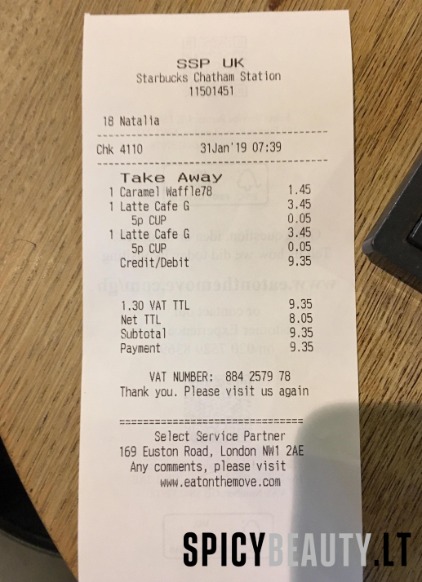 SSP UK
Starbucks Chatham Station
11501451
18 Natalia
Chk 4110 31Jan'19 07:39
Take Away
1 Caramel Waffle78 1.45
1 Latte Cafe G 3.45
5p CUP 0.05
1 Latte Cafe G 3.45
5p CUP 0.05
Credit/Debit 9.35
1.30 VAT TTL 9.35
Net TTL 8.05
Subtotal 9.35
Payment 9.35
VAT NUMBER: 884 2579 78
Thank you. Please visit us again
================================
Select Service Partner
169 Euston Road, London NW1 2AE
Any comments, please visit
www.eatonthemove.com
SPICYBEAUTY.LT